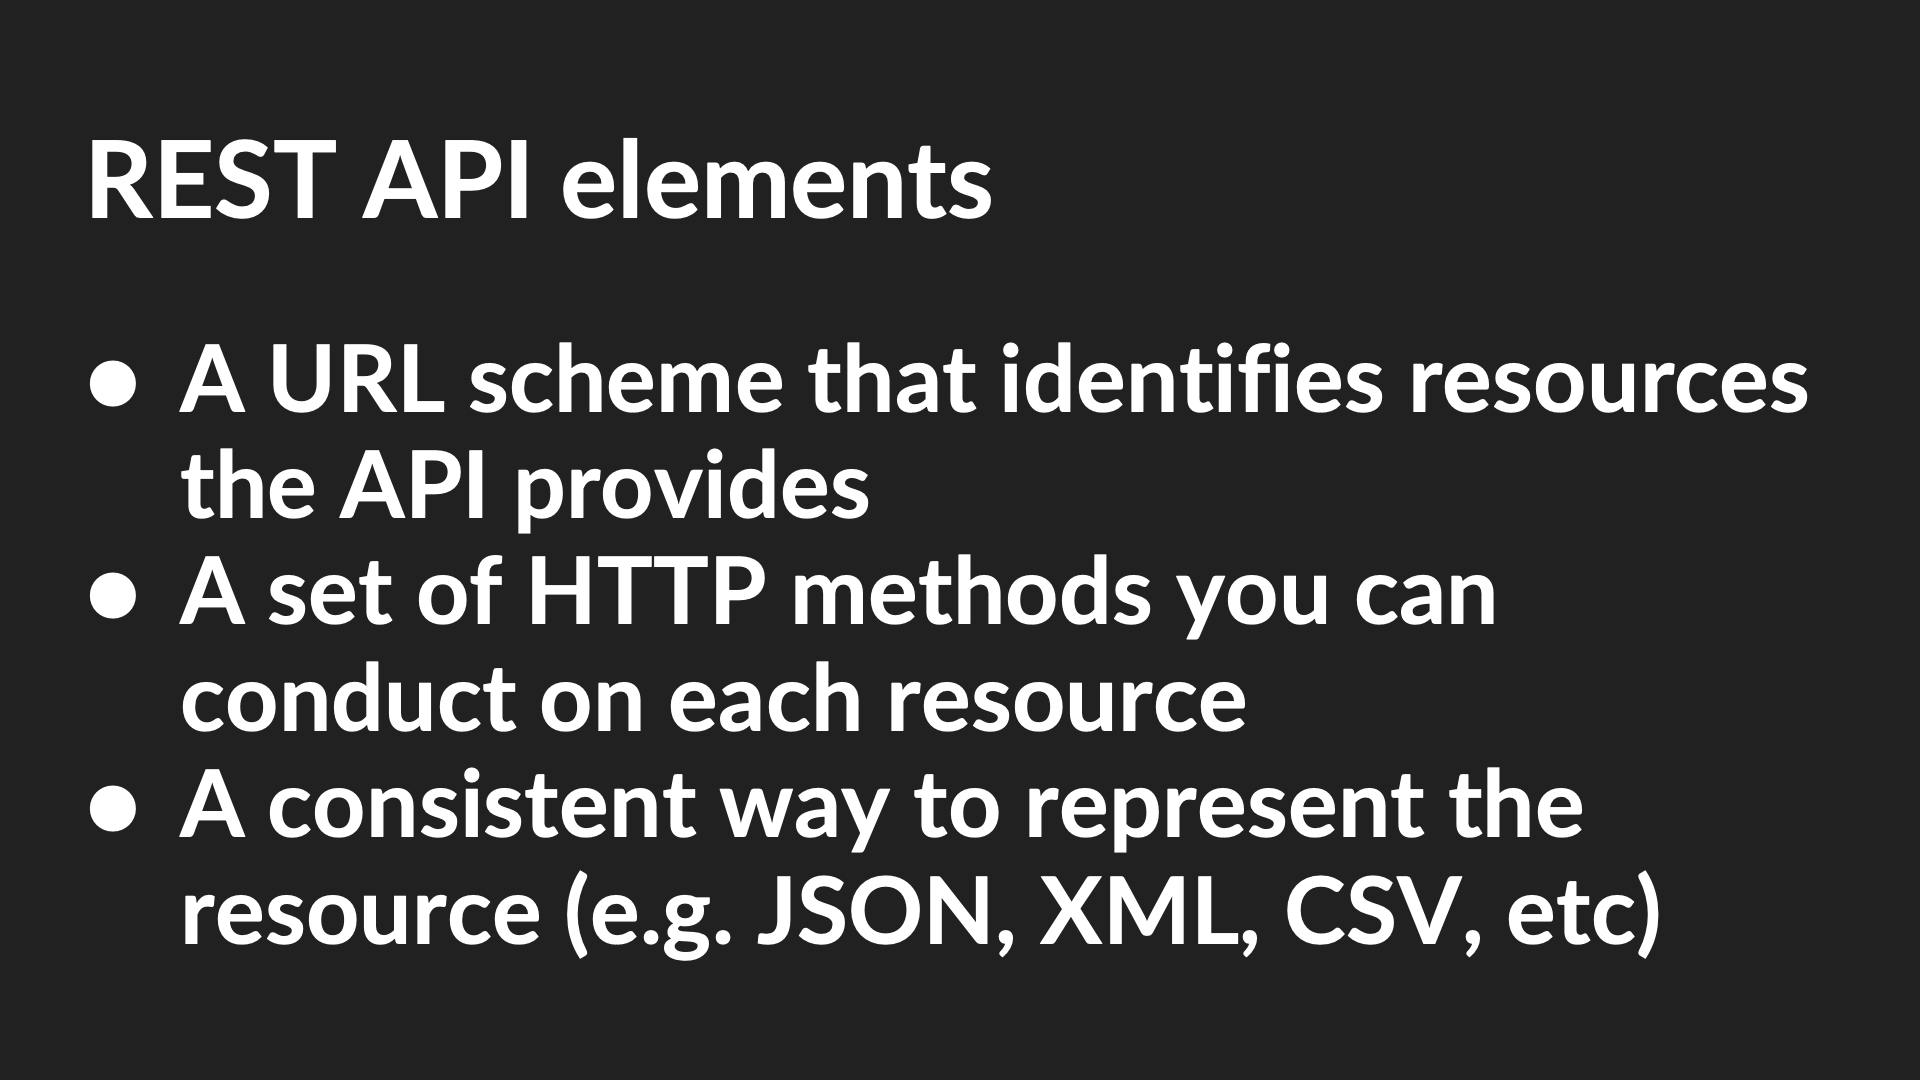 REST API elements
● A URL scheme that identifies resources
the API provides
● A set of HTTP methods you can
conduct on each resource
● A consistent way to represent the
resource (e.g. JSON, XML, CSV, etc)